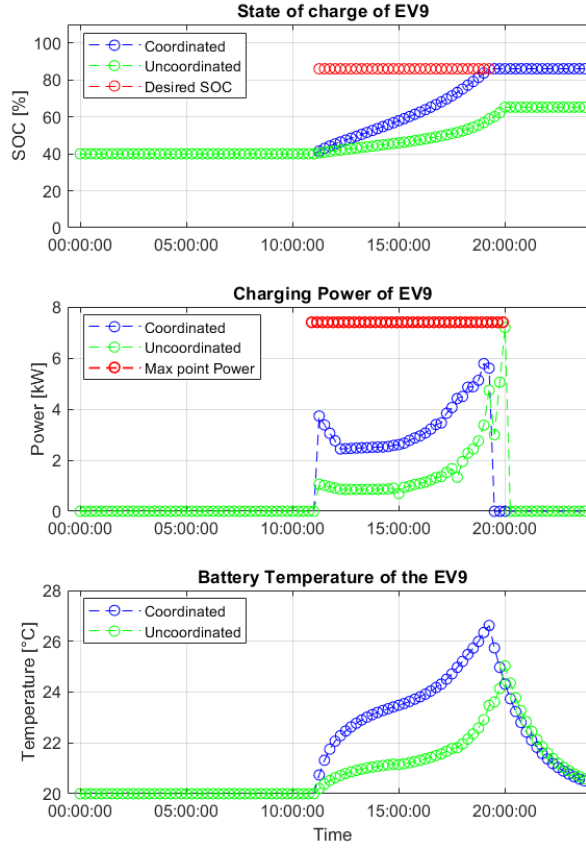 State of charge of EV9
100
80
60
40
20
0
SOC [%]
Coordinated
Uncoordinated
Desired SOC
00:00:00 05:00:00 10:00:00 15:00:00 20:00:00
Charging Power of EV9
8
6
4
2
0
Power [kW]
Coordinated
Uncoordinated
Max point Power
00:00:00 05:00:00 10:00:00 15:00:00 20:00:00
Battery Temperature of the EV9
28
26
24
22
20
Temperature [°C]
Coordinated
Uncoordinated
00:00:00 05:00:00 10:00:00 15:00:00 20:00:00
Time